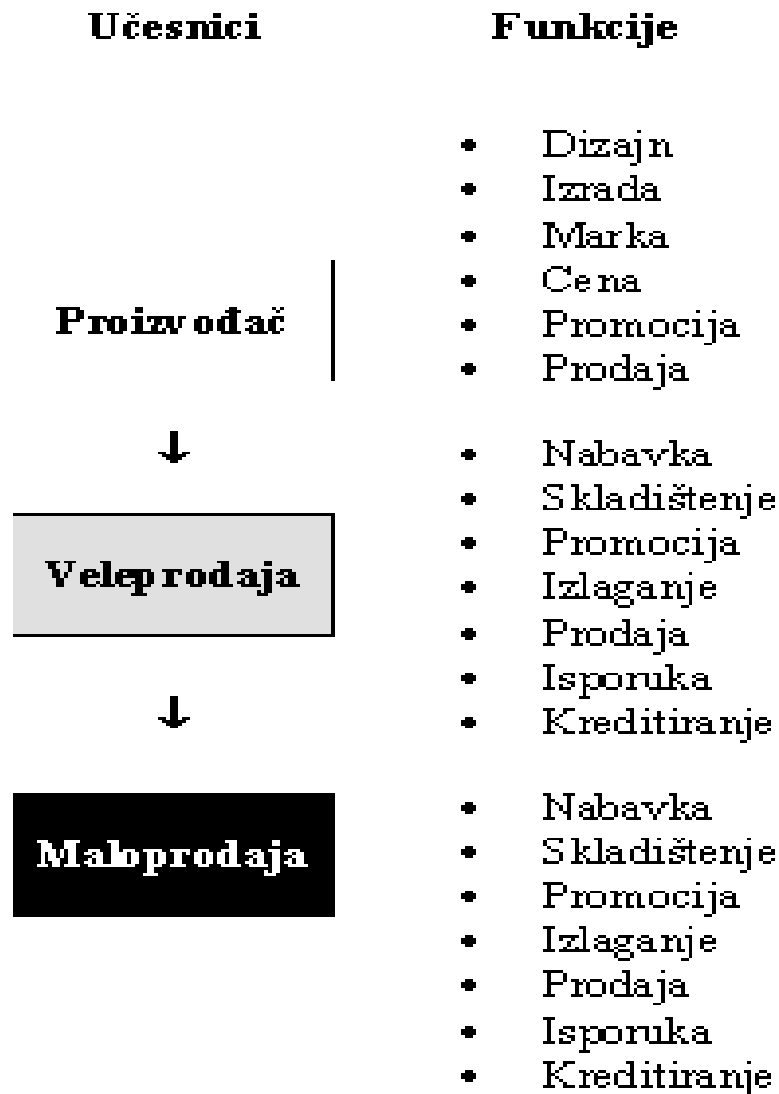 Učesnici Funkcije
• Dizajn
• Izrada
• Marka
• Cena
Proizvođač
• Promocija
• Prodaja
↓
• Nabavka
• Skladištenje
• Promocija
Veleprodaja
• Izlaganje
• Prodaja
• Isporuka
↓
• Kreditiranje
• Nabavka
Maloprodaja
• Skladištenje
• Promocija
• Izlaganje
• Prodaja
• Isporuka
• Kreditiranje